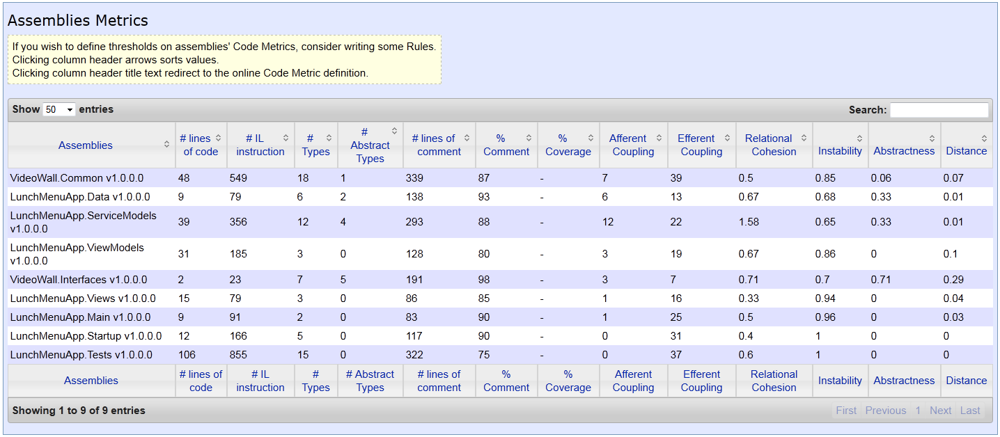 Assemblies Metrics
If you wish to define thresholds on assemblies' Code Metrics, consider writing some Rules.
Clicking column header arrows sorts values.
Clicking column header title text redirect to the online Code Metric definition.
Show 50 entries Search:
Assemblies # lines of code # IL instruction # Types # Abstract Types # lines of comment % Comment % Coverage Afferent Coupling Efferent Coupling Relational Cohesion Instability Abstractness Distance
VideoWall.Common v1.0.0.0 48 549 18 1 339 87 - 7 39 0.5 0.85 0.06 0.07
LunchMenuApp.Data v1.0.0.0 9 79 6 2 138 93 - 6 13 0.67 0.68 0.33 0.01
LunchMenuApp.ServiceModels v1.0.0.0 39 356 12 4 293 88 - 12 22 1.58 0.65 0.33 0.01
LunchMenuApp.ViewModels v1.0.0.0 31 185 3 0 128 80 - 3 19 0.67 0.86 0 0.1
VideoWall.Interfaces v1.0.0.0 2 23 7 5 191 98 - 3 7 0.71 0.7 0.71 0.29
LunchMenuApp.Views v1.0.0.0 15 79 3 0 86 85 - 1 16 0.33 0.94 0 0.04
LunchMenuApp.Main v1.0.0.0 9 91 2 0 83 90 - 1 25 0.5 0.96 0 0.03
LunchMenuApp.Startup v1.0.0.0 12 166 5 0 117 90 - 0 31 0.4 1 0 0
LunchMenuApp.Tests v1.0.0.0 106 855 15 0 322 75 - 0 37 0.6 1 0 0
Assemblies # lines of code # IL instruction # Types # Abstract Types # lines of comment % Comment % Coverage Afferent Coupling Efferent Coupling Relational Cohesion Instability Abstractness Distance
Showing 1 to 9 of 9 entries First Previous 1 Next Last